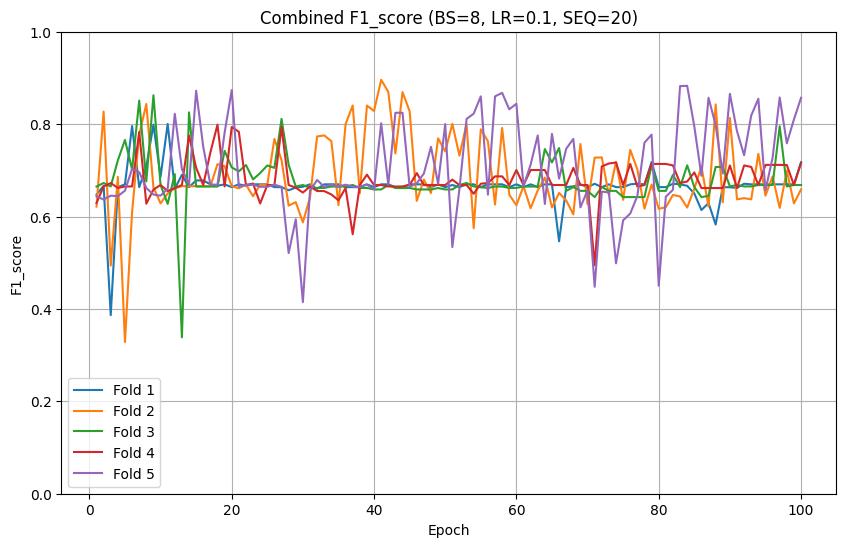 Combined F1_score (BS=8, LR=0.1, SEQ=20)
1.0
0.8
0.6
0.4
0.2
0.0
F1_score
Fold 1
Fold 2
Fold 3
Fold 4
Fold 5
0 20 40 60 80 100
Epoch